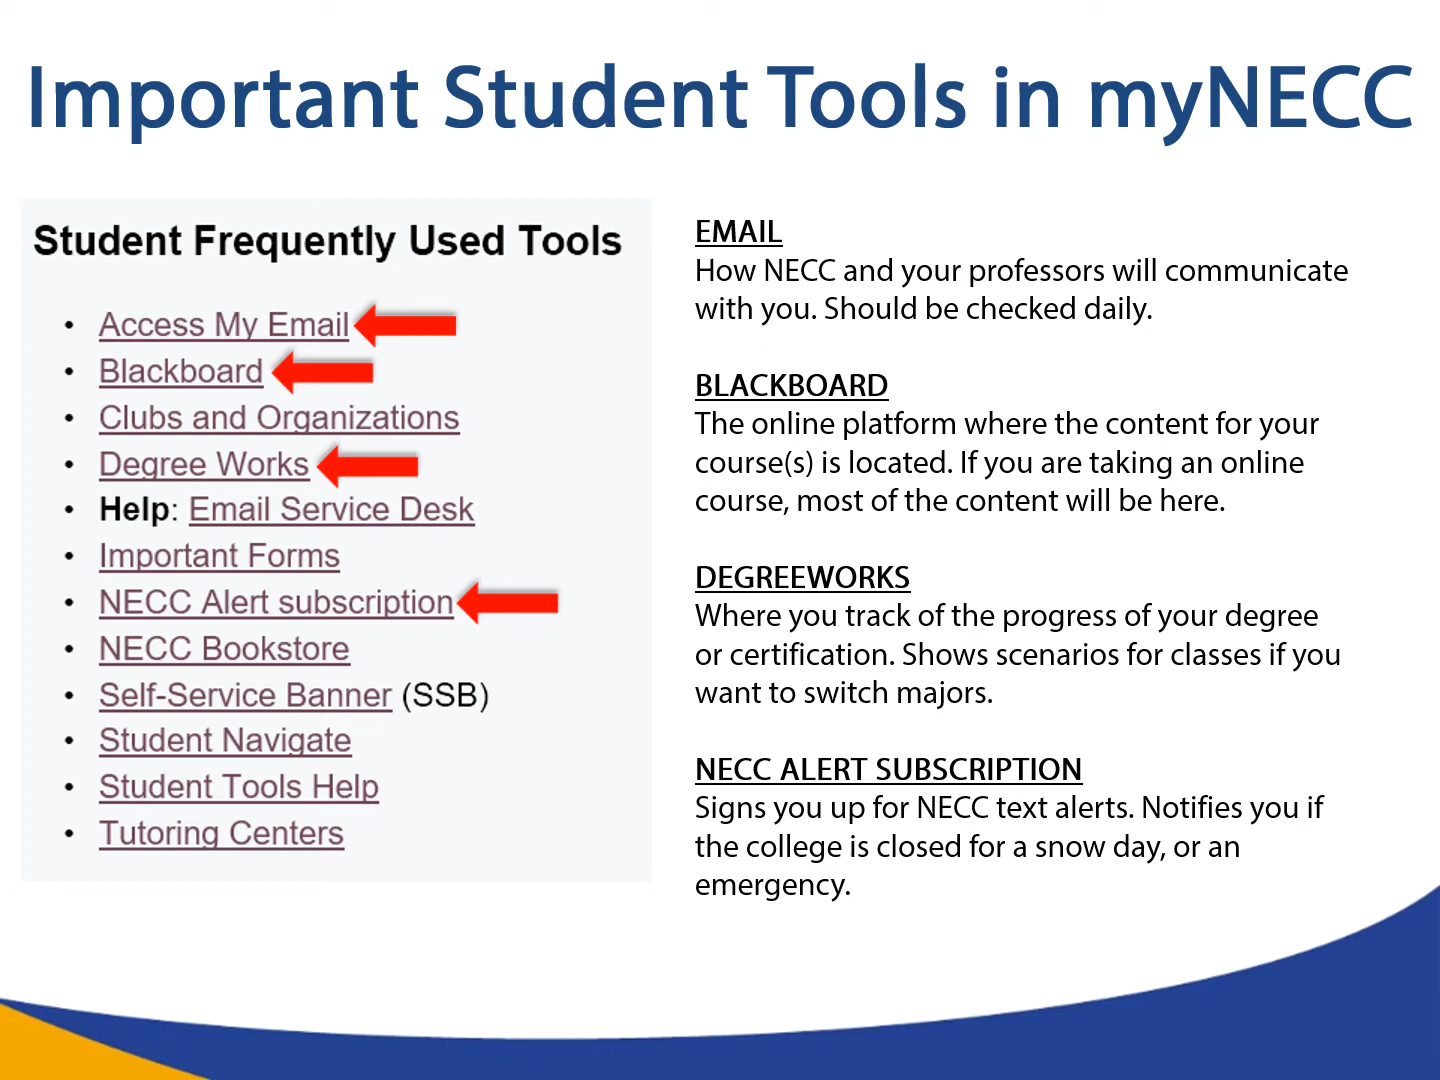 Important Student Tools in myNECC
Student Frequently Used Tools
• Access My Email
• Blackboard
• Clubs and Organizations
• Degree Works
• Help: Email Service Desk
• Important Forms
• NECC Alert subscription
• NECC Bookstore
• Self-Service Banner (SSB)
• Student Navigate
• Student Tools Help
• Tutoring Centers
EMAIL
How NECC and your professors will communicate
with you. Should be checked daily.
BLACKBOARD
The online platform where the content for your
course(s) is located. If you are taking an online
course, most of the content will be here.
DEGREEWORKS
Where you track of the progress of your degree
or certification. Shows scenarios for classes if you
want to switch majors.
NECC ALERT SUBSCRIPTION
Signs you up for NECC text alerts. Notifies you if
the college is closed for a snow day, or an
emergency.